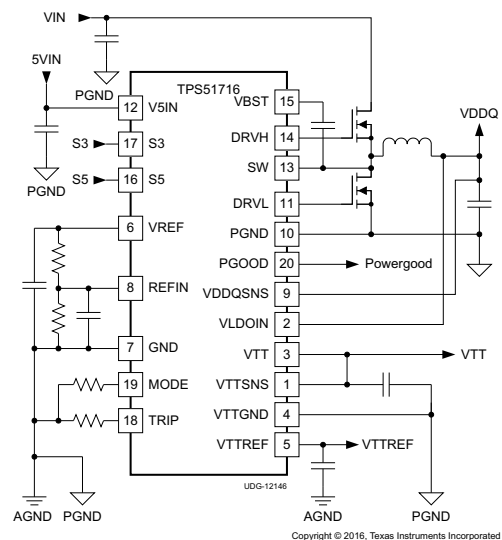 VIN
5VIN
PGND
TPS51716
12 V5IN
VBST 15
VDDQ
S3 17 S3
DRVH 14
S5 16 S5
SW 13
PGND
DRVL 11
6 VREF
PGND 10
PGOOD 20 Powergood
8 REFIN
VDDQSNS 9
VLDOIN 2
7 GND
VTT 3 VTT
19 MODE
VTTSNS 1
18 TRIP
VTTGND 4
VTTREF 5 VTTREF
UDG-12146
AGND PGND AGND PGND
Copyright © 2016, Texas Instruments Incorporated